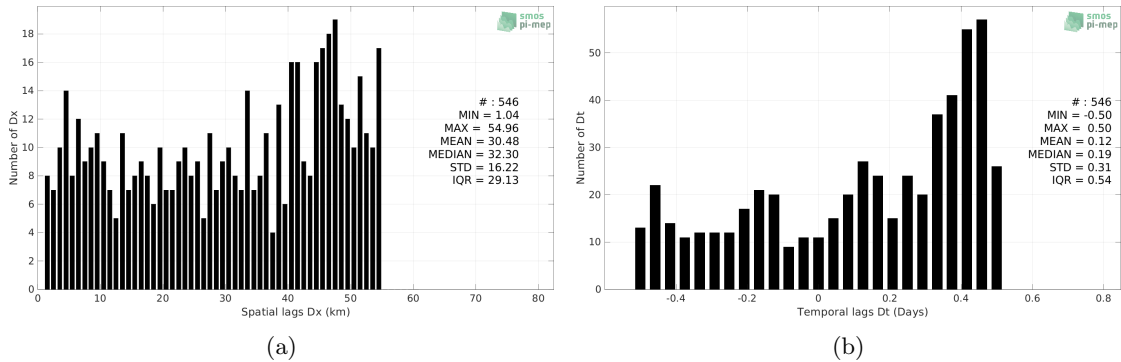 smos
pi-mep
18
16
14
12
10
8
6
4
2
0
Number of Dx
# : 546
MIN = 1.04
MAX = 54.96
MEAN = 30.48
MEDIAN = 32.30
STD = 16.22
IQR = 29.13
0 10 20 30 40 50 60 70 80
Spatial lags Dx (km)
(a)
smos
pi-mep
50
40
30
20
10
0
Number of Dt
# : 546
MIN = -0.50
MAX = 0.50
MEAN = 0.12
MEDIAN = 0.19
STD = 0.31
IQR = 0.54
-0.4 -0.2 0 0.2 0.4 0.6 0.8
Temporal lags Dt (Days)
(b)